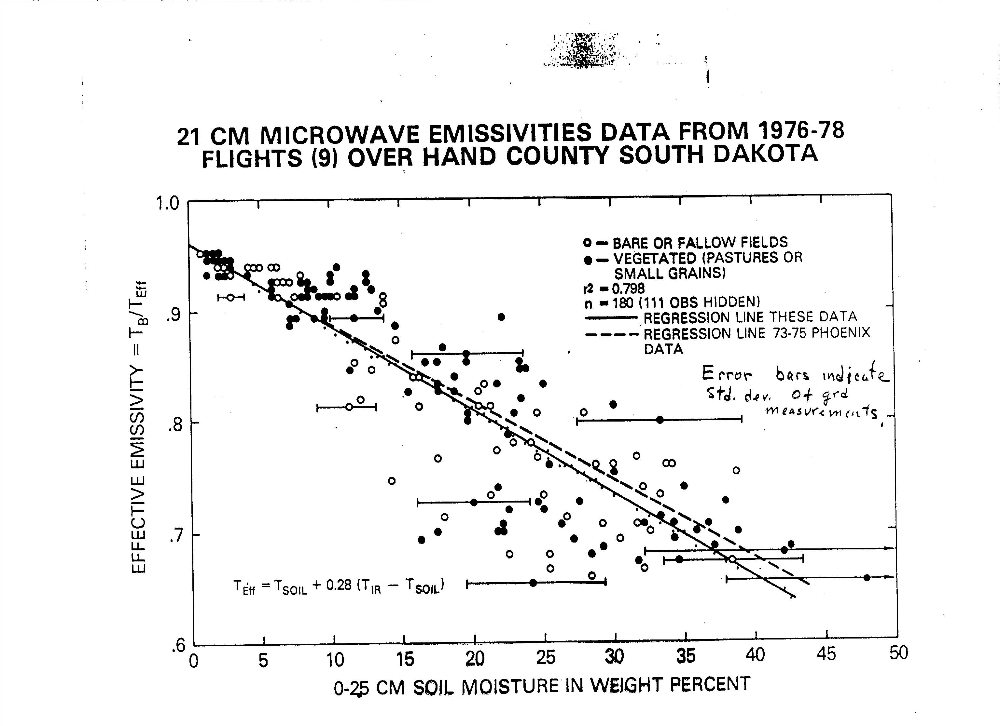 21 CM MICROWAVE EMISSIVITIES DATA FROM 1976-78
FLIGHTS (9) OVER HAND COUNTY SOUTH DAKOTA
1.0
.9
.8
.7
.6
EFFECTIVE EMISSIVITY = TB/TEff
o – BARE OR FALLOW FIELDS
● – VEGETATED (PASTURES OR
SMALL GRAINS)
r2 = 0.798
n = 180 (111 OBS HIDDEN)
REGRESSION LINE THESE DATA
REGRESSION LINE 73-75 PHOENIX
DATA
Error bars indicate
Std. dev. of grd
measurements,
TEff = TSOIL + 0.28 (TIR – TSOIL)
0 5 10 15 20 25 30 35 40 45 50
0-2.5 CM SOIL MOISTURE IN WEIGHT PERCENT